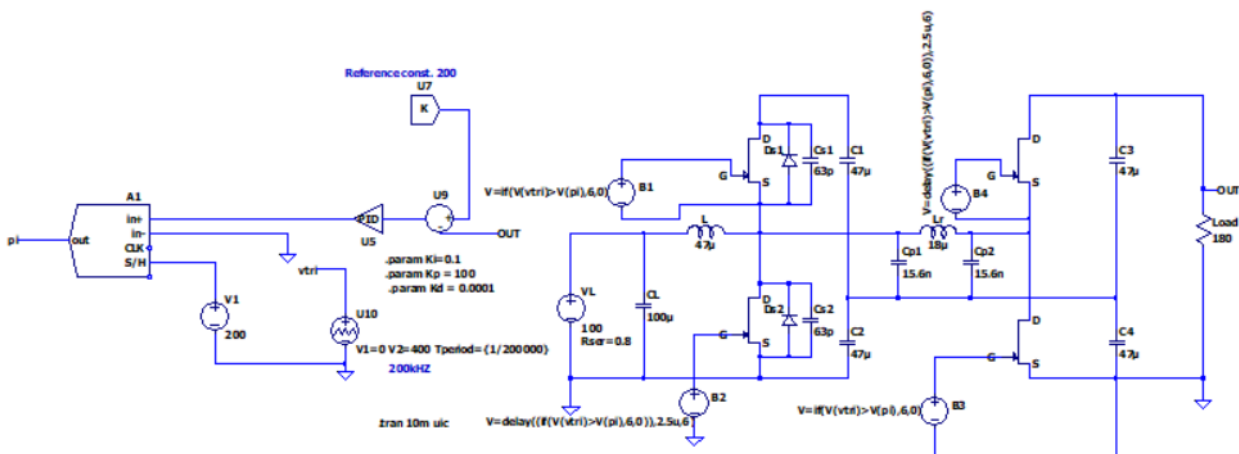 Reference const. 200
U7
K
A1
in+
in-
CLK
S/H
out
pi
PID
U5
U9
OUT
.param Ki=0.1
.param Kp = 100
.param Kd = 0.0001
vtri
V1
200
U10
V1=0 V2=400 Tperiod={1/200000}
200kHZ
.tran 10m uic
V=if(V(vtri)>V(pi),6,0)
B1
G
D
S
Ds1
Cs1
63p
C1
47µ
L
47µ
VL
100
Rser=0.8
CL
100µ
G
D
S
Ds2
Cs2
63p
C2
47µ
B2
V=delay((if(V(vtri)>V(pi),6,0)),2.5u,6)
Cp1
15.6n
Lr
18µ
Cp2
15.6n
V=delay((if(V(vtri)>V(pi),6,0)),2.5u,6)
B4
G
D
S
C3
47µ
OUT
Load
180
G
D
S
C4
47µ
V=if(V(vtri)>V(pi),6,0)
B3